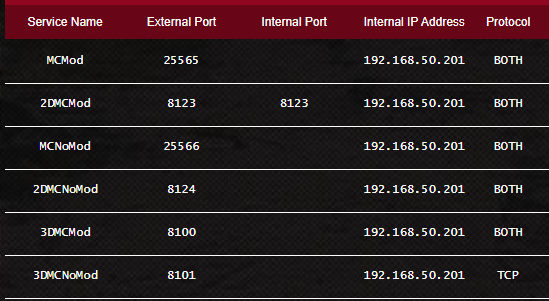 Service Name External Port Internal Port Internal IP Address Protocol
MCMod 25565 192.168.50.201 BOTH
2DMCMod 8123 8123 192.168.50.201 BOTH
MCNoMod 25566 192.168.50.201 BOTH
2DMCNoMod 8124 192.168.50.201 BOTH
3DMCMod 8100 192.168.50.201 BOTH
3DMCNoMod 8101 192.168.50.201 TCP